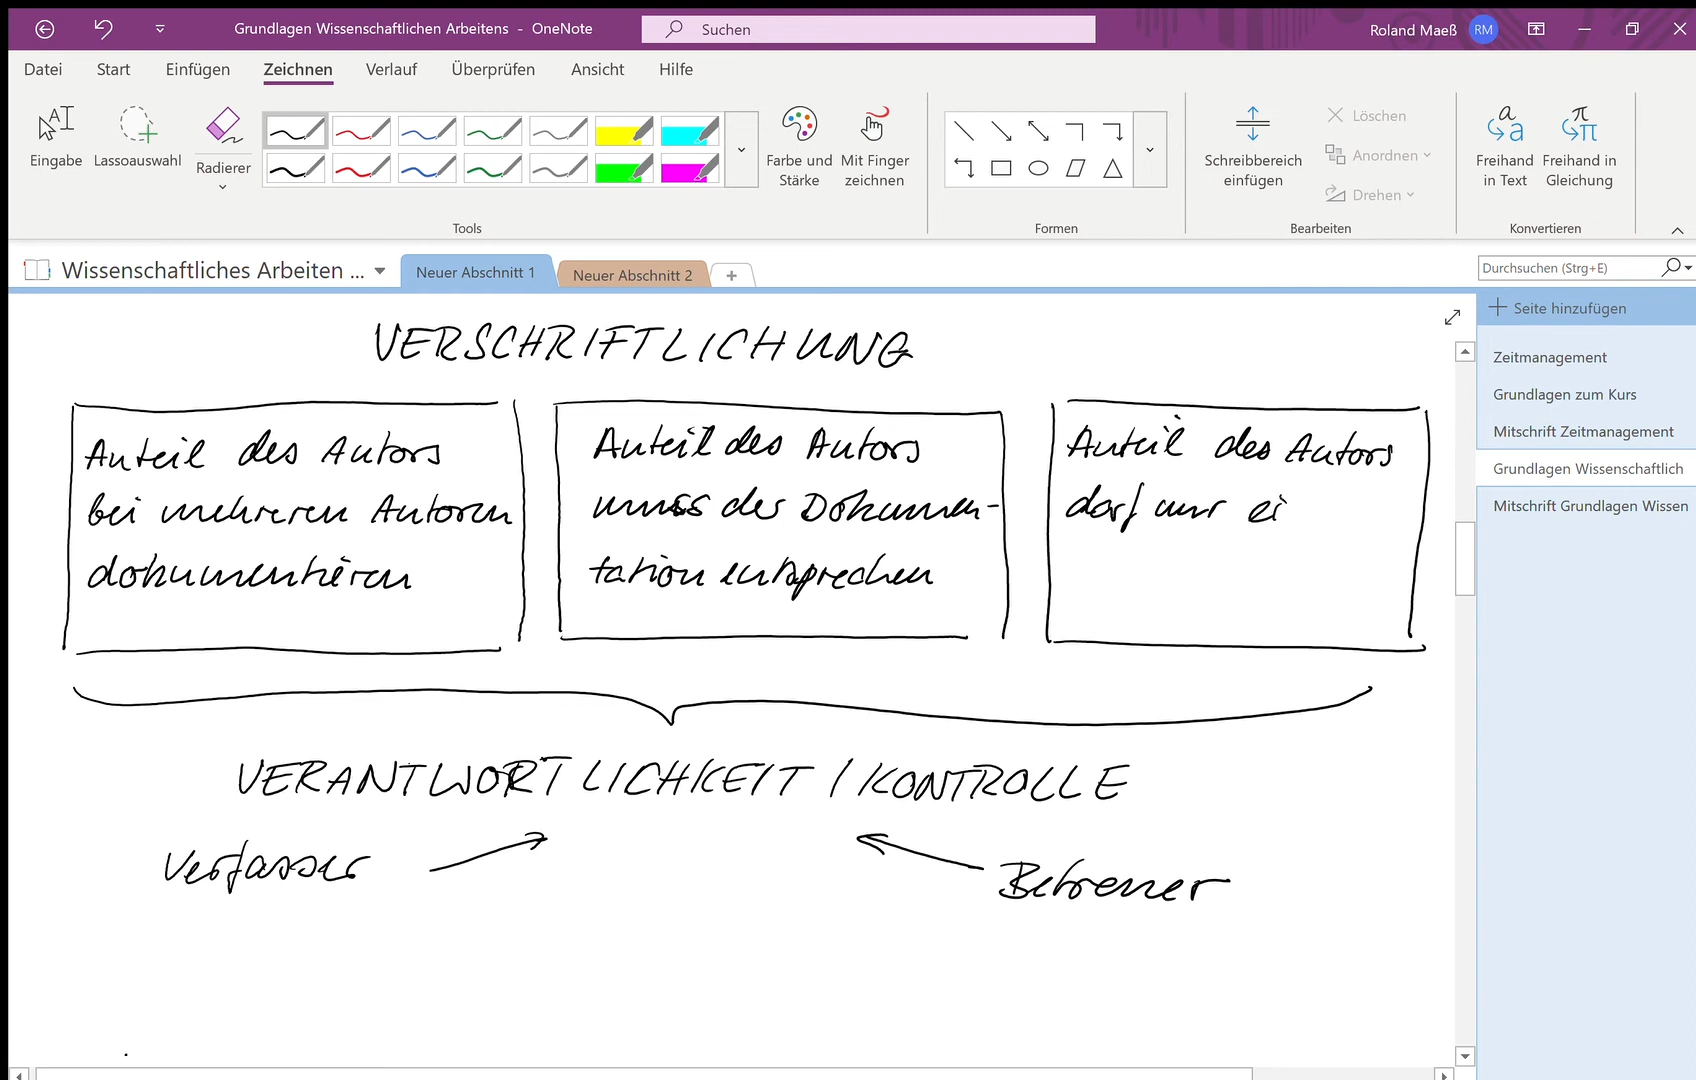 Grundlagen Wissenschaftlichen Arbeitens - OneNote
Suchen
Roland Maeß
RM
Datei Start Einfügen Zeichnen Verlauf Überprüfen Ansicht Hilfe
Eingabe
Lassoauswahl
Radierer
Farbe und Stärke
Mit Finger zeichnen
Schreibbereich einfügen
Löschen
Anordnen
Drehen
Freihand in Text
Freihand in Gleichung
Tools
Formen
Bearbeiten
Konvertieren
Wissenschaftliches Arbeiten ...
Neuer Abschnitt 1
Neuer Abschnitt 2
Durchsuchen (Strg+E)
Seite hinzufügen
Zeitmanagement
Grundlagen zum Kurs
Mitschrift Zeitmanagement
Grundlagen Wissenschaftlich
Mitschrift Grundlagen Wissen
VERSCHRIFTLICHUNG
Anteil des Autors
bei mehreren Autoren
dokumentieren
Anteil des Autors
muss der Dokumen-
tation entsprechen
Anteil des Autors
darf nur ei
VERANTWORTLICHKEIT / KONTROLLE
Verfasser
Betreuer